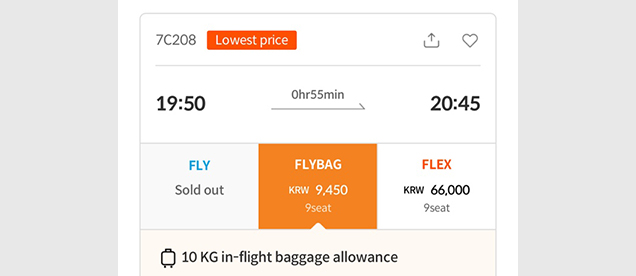 7C208 Lowest price
0hr55min
19:50 20:45
FLY FLYBAG FLEX
Sold out KRW 9,450 KRW 66,000
9seat 9seat
10 KG in-flight baggage allowance